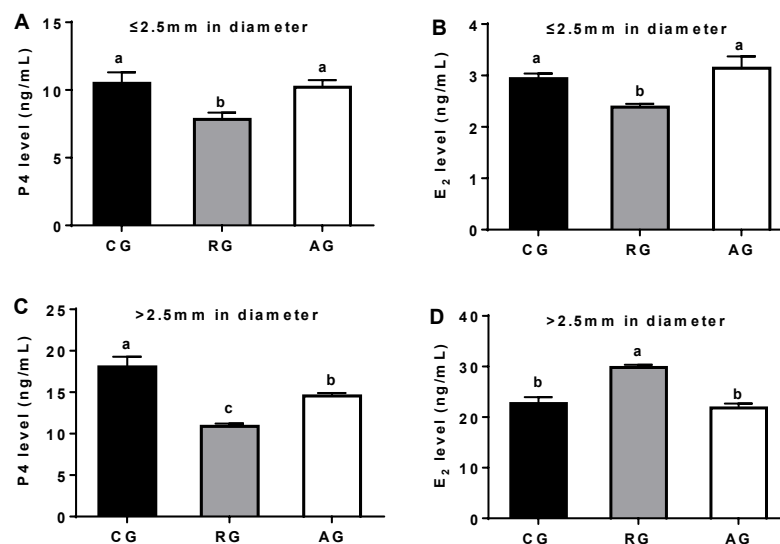 A
≤2.5mm in diameter
P4 level (ng/mL)
15
10
5
0
a
b
a
CG
RG
AG
B
≤2.5mm in diameter
E₂ level (ng/mL)
4
3
2
1
0
a
b
a
CG
RG
AG
C
>2.5mm in diameter
P4 level (ng/mL)
25
20
15
10
5
0
a
c
b
CG
RG
AG
D
>2.5mm in diameter
E₂ level (ng/mL)
40
30
20
10
0
b
a
b
CG
RG
AG